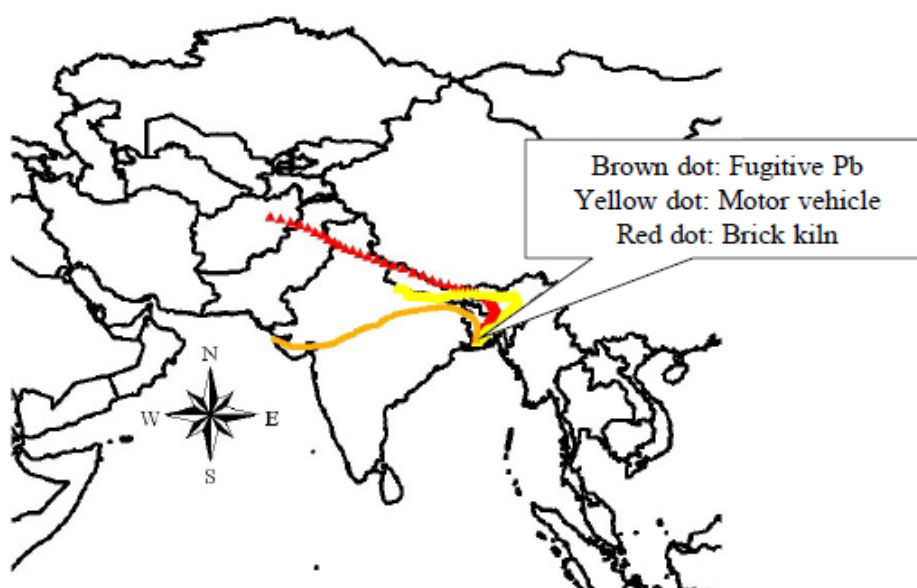 Brown dot: Fugitive Pb
Yellow dot: Motor vehicle
Red dot: Brick kiln
N
W
E
S